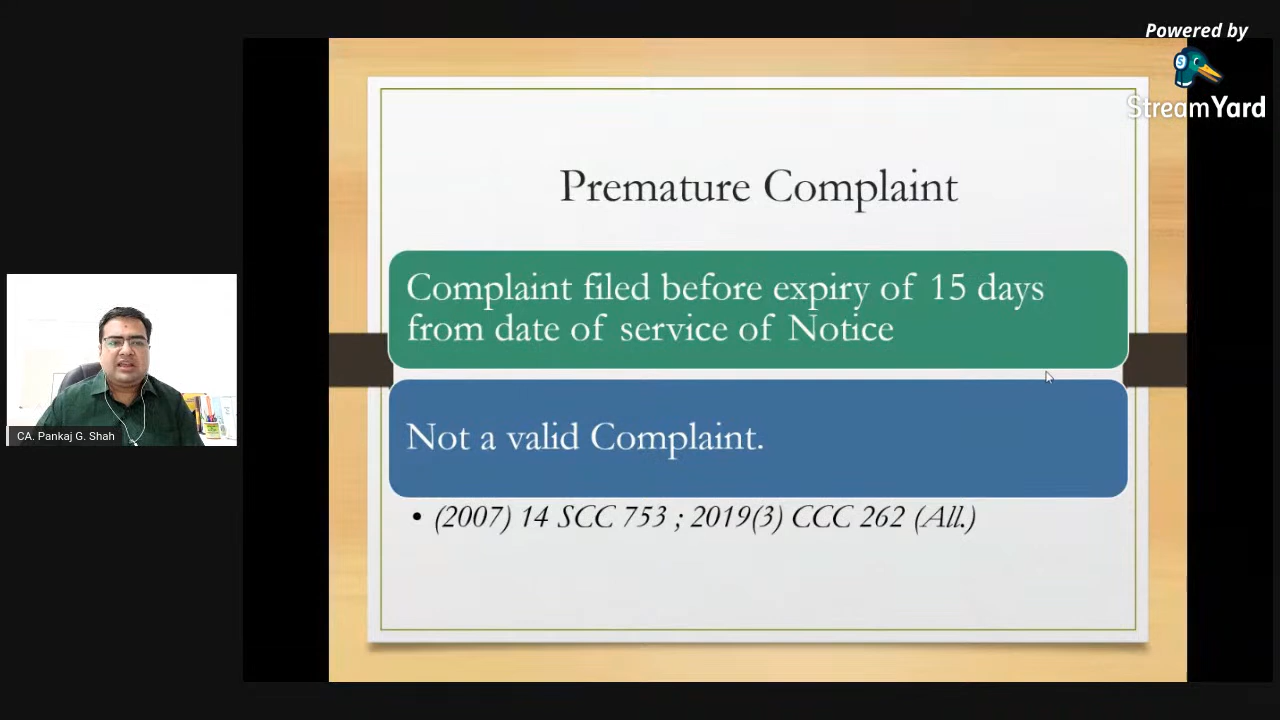 Powered by
StreamYard
Premature Complaint
Complaint filed before expiry of 15 days
from date of service of Notice
Not a valid Complaint.
• (2007) 14 SCC 753 ; 2019(3) CCC 262 (All.)
CA. Pankaj G. Shah